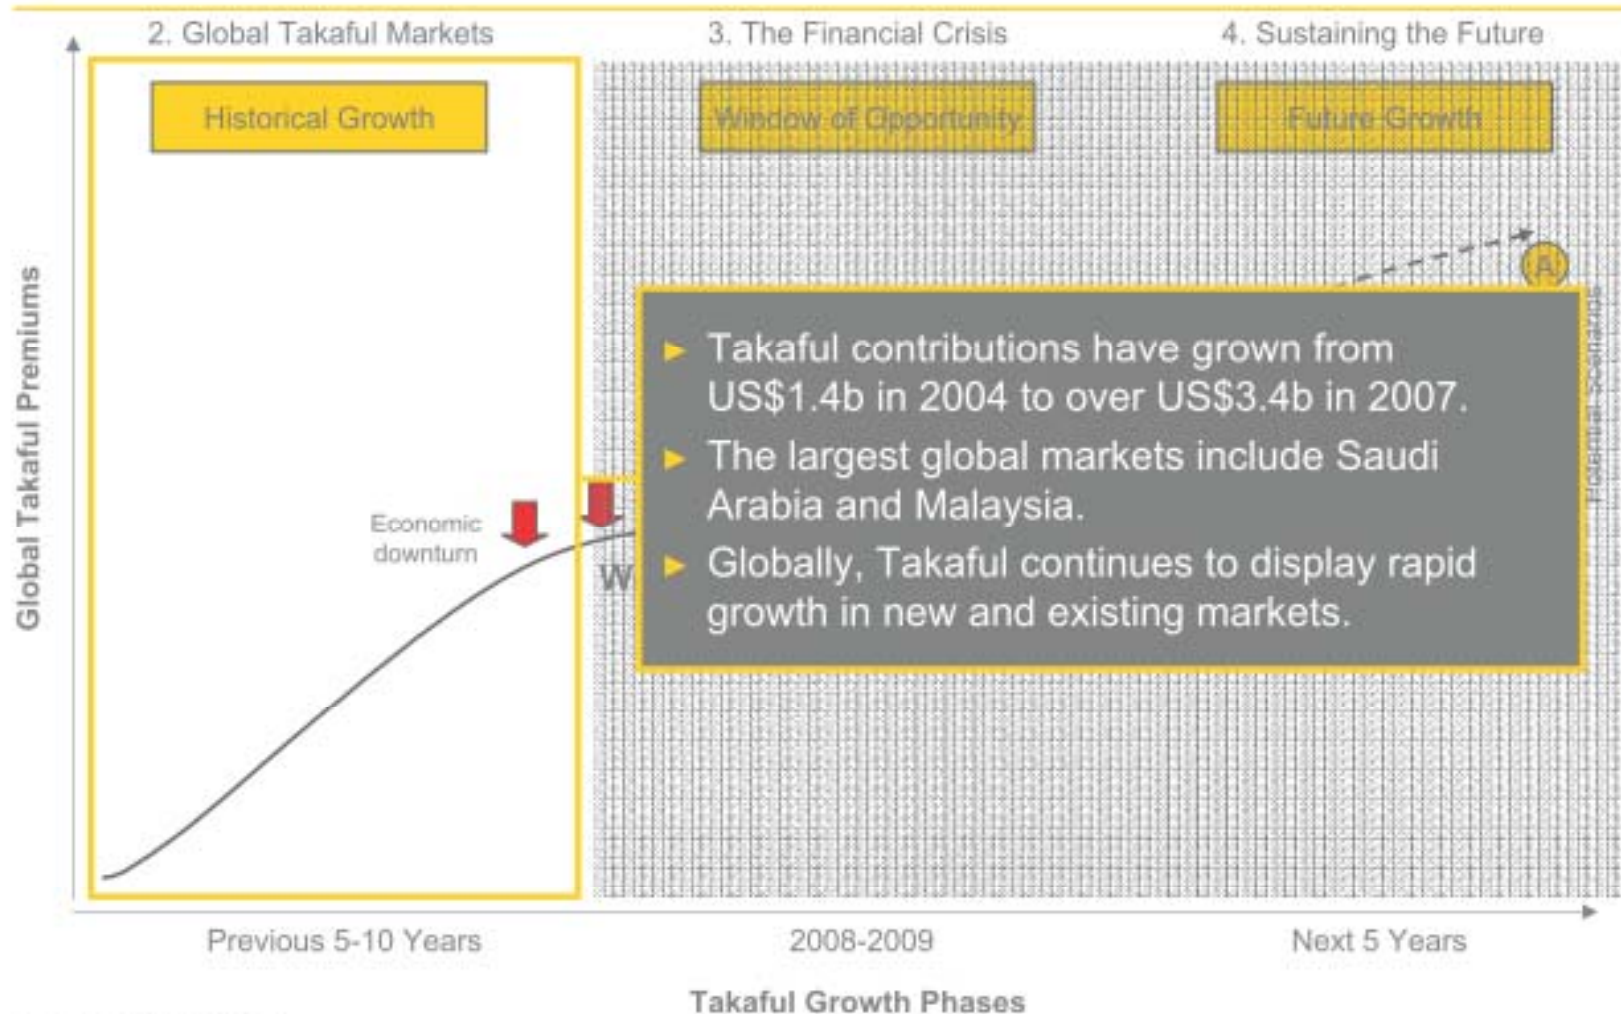 2. Global Takaful Markets
3. The Financial Crisis
4. Sustaining the Future
Historical Growth
Window of Opportunity
Future Growth
A
Global Takaful Premiums
► Takaful contributions have grown from
US$1.4b in 2004 to over US$3.4b in 2007.
► The largest global markets include Saudi
Arabia and Malaysia.
► Globally, Takaful continues to display rapid
growth in new and existing markets.
Potential Scenarios
Economic
downturn
W
Previous 5-10 Years
2008-2009
Next 5 Years
Takaful Growth Phases